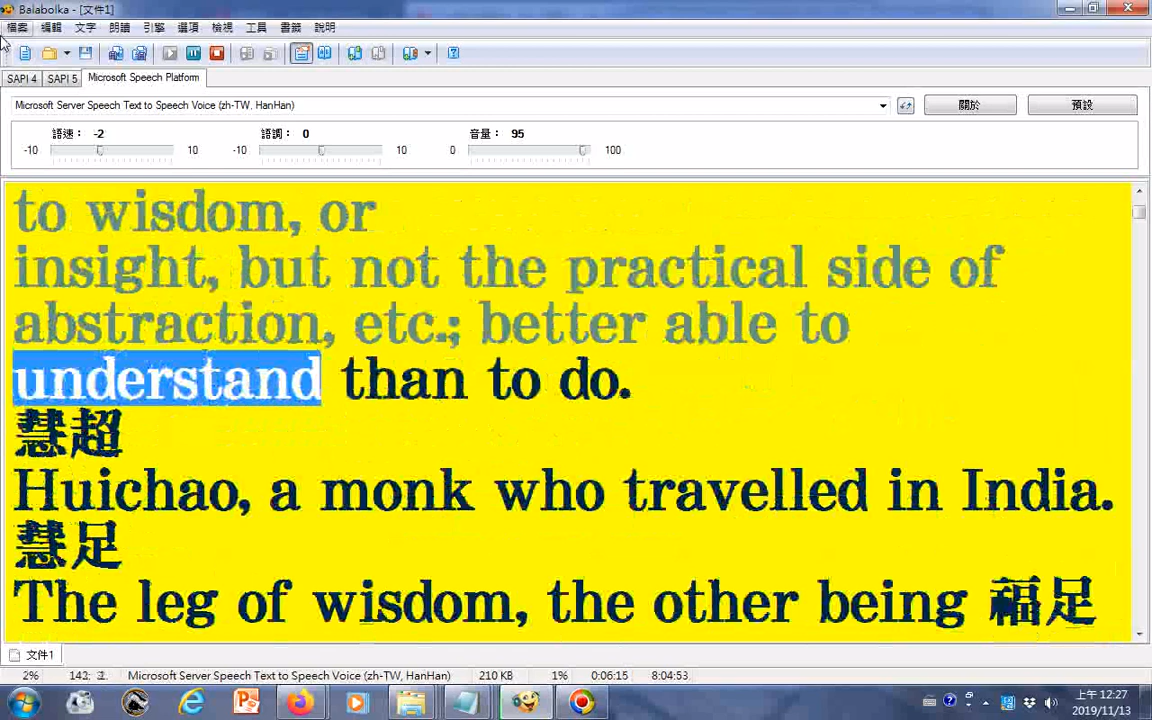 Balabolka - [文件1]
檔案 編輯 文字 朗讀 引擎 選項 檢視 工具 書籤 說明
SAPI 4 SAPI 5 Microsoft Speech Platform
Microsoft Server Speech Text to Speech Voice (zh-TW, HanHan) 關於 預設
語速： -2 語調： 0 音量： 95
-10 10 -10 10 0 100
to wisdom, or
insight, but not the practical side of
abstraction, etc.; better able to
understand than to do.
慧超
Huichao, a monk who travelled in India.
慧足
The leg of wisdom, the other being 福足
文件1
2% Microsoft Server Speech Text to Speech Voice (zh-TW, HanHan) 210 KB 1% 0:06:15 8:04:53
上午 12:27
2019/11/13